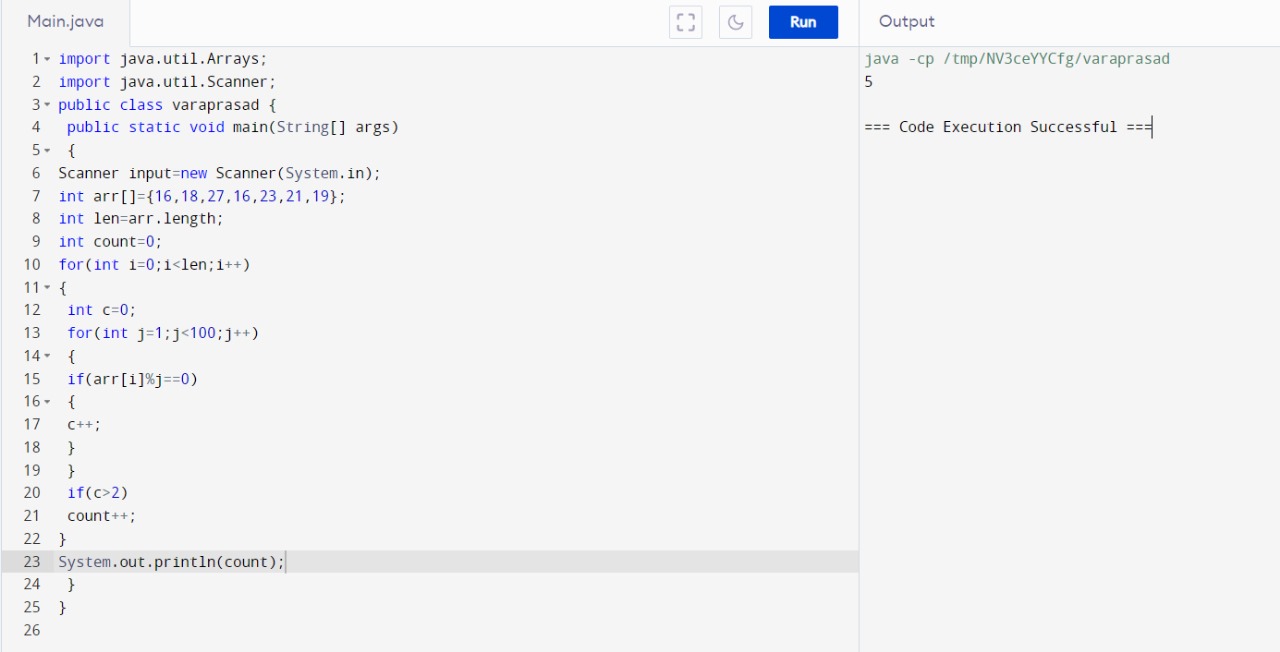 Main.java
Run
Output
1 import java.util.Arrays;
2 import java.util.Scanner;
3 public class varaprasad {
4 public static void main(String[] args)
5 {
6 Scanner input=new Scanner(System.in);
7 int arr[]={16,18,27,16,23,21,19};
8 int len=arr.length;
9 int count=0;
10 for(int i=0;i<len;i++)
11 {
12 int c=0;
13 for(int j=1;j<100;j++)
14 {
15 if(arr[i]%j==0)
16 {
17 c++;
18 }
19 }
20 if(c>2)
21 count++;
22 }
23 System.out.println(count);
24 }
25 }
26
java -cp /tmp/NV3ceYYCfg/varaprasad
5
=== Code Execution Successful ===